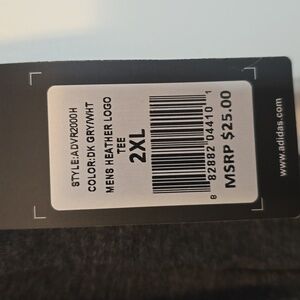 STYLE:ADVR2000H
COLOR:DK GRY/WHT
MENS HEATHER LOGO
TEE
2XL
8 82882 04410 1
MSRP $25.00
www.adidas.com